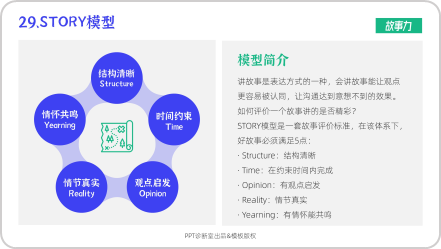 29.STORY模型
故事力
结构清晰
Structure
情怀共鸣
Yearning
时间约束
Time
情节真实
Reality
观点启发
Opinion
模型简介
讲故事是表达方式的一种，会讲故事能让观点
更容易被认同，让沟通达到意想不到的效果。
如何评价一个故事讲的是否精彩？
STORY模型是一套故事评价标准，在该体系下，
好故事必须满足5点：
· Structure：结构清晰
· Time：在约束时间内完成
· Opinion：有观点启发
· Reality：情节真实
· Yearning：有情怀能共鸣
PPT诊断室出品&模板版权